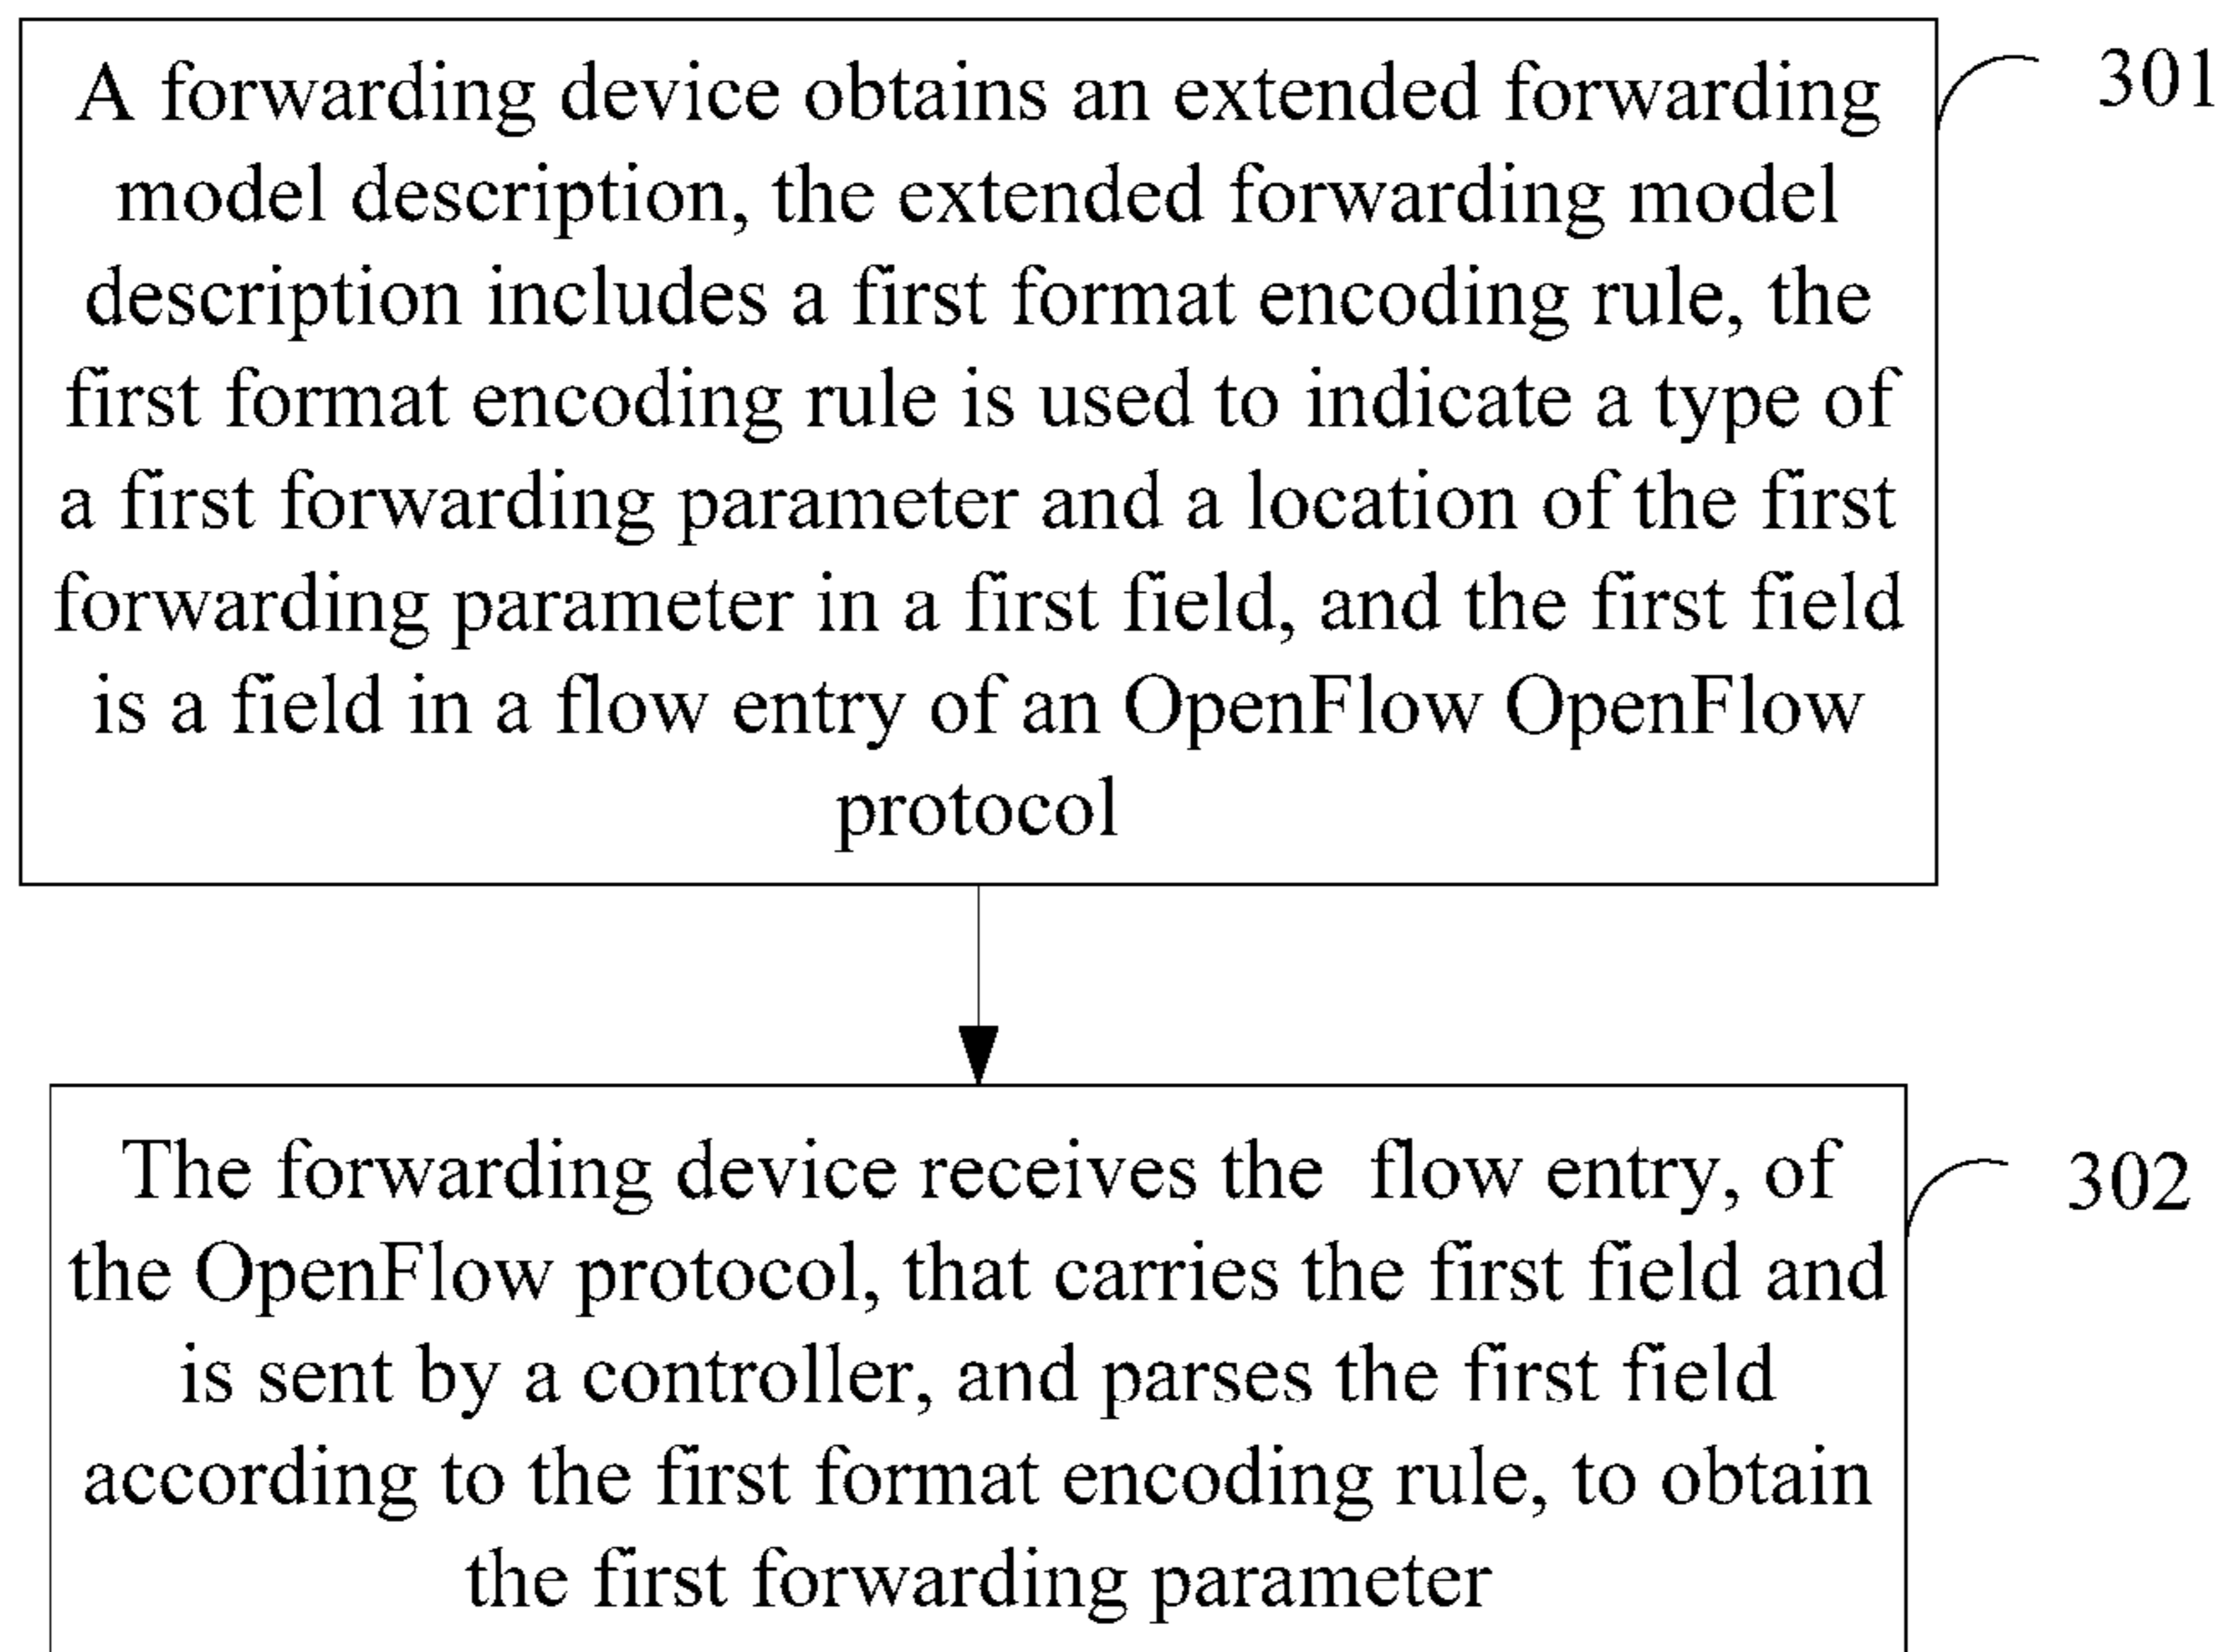 A forwarding device obtains an extended forwarding
model description, the extended forwarding model
description includes a first format encoding rule, the
first format encoding rule is used to indicate a type of
a first forwarding parameter and a location of the first
forwarding parameter in a first field, and the first field
is a field in a flow entry of an OpenFlow OpenFlow
protocol
301
The forwarding device receives the flow entry, of
the OpenFlow protocol, that carries the first field and
is sent by a controller, and parses the first field
according to the first format encoding rule, to obtain
the first forwarding parameter
302